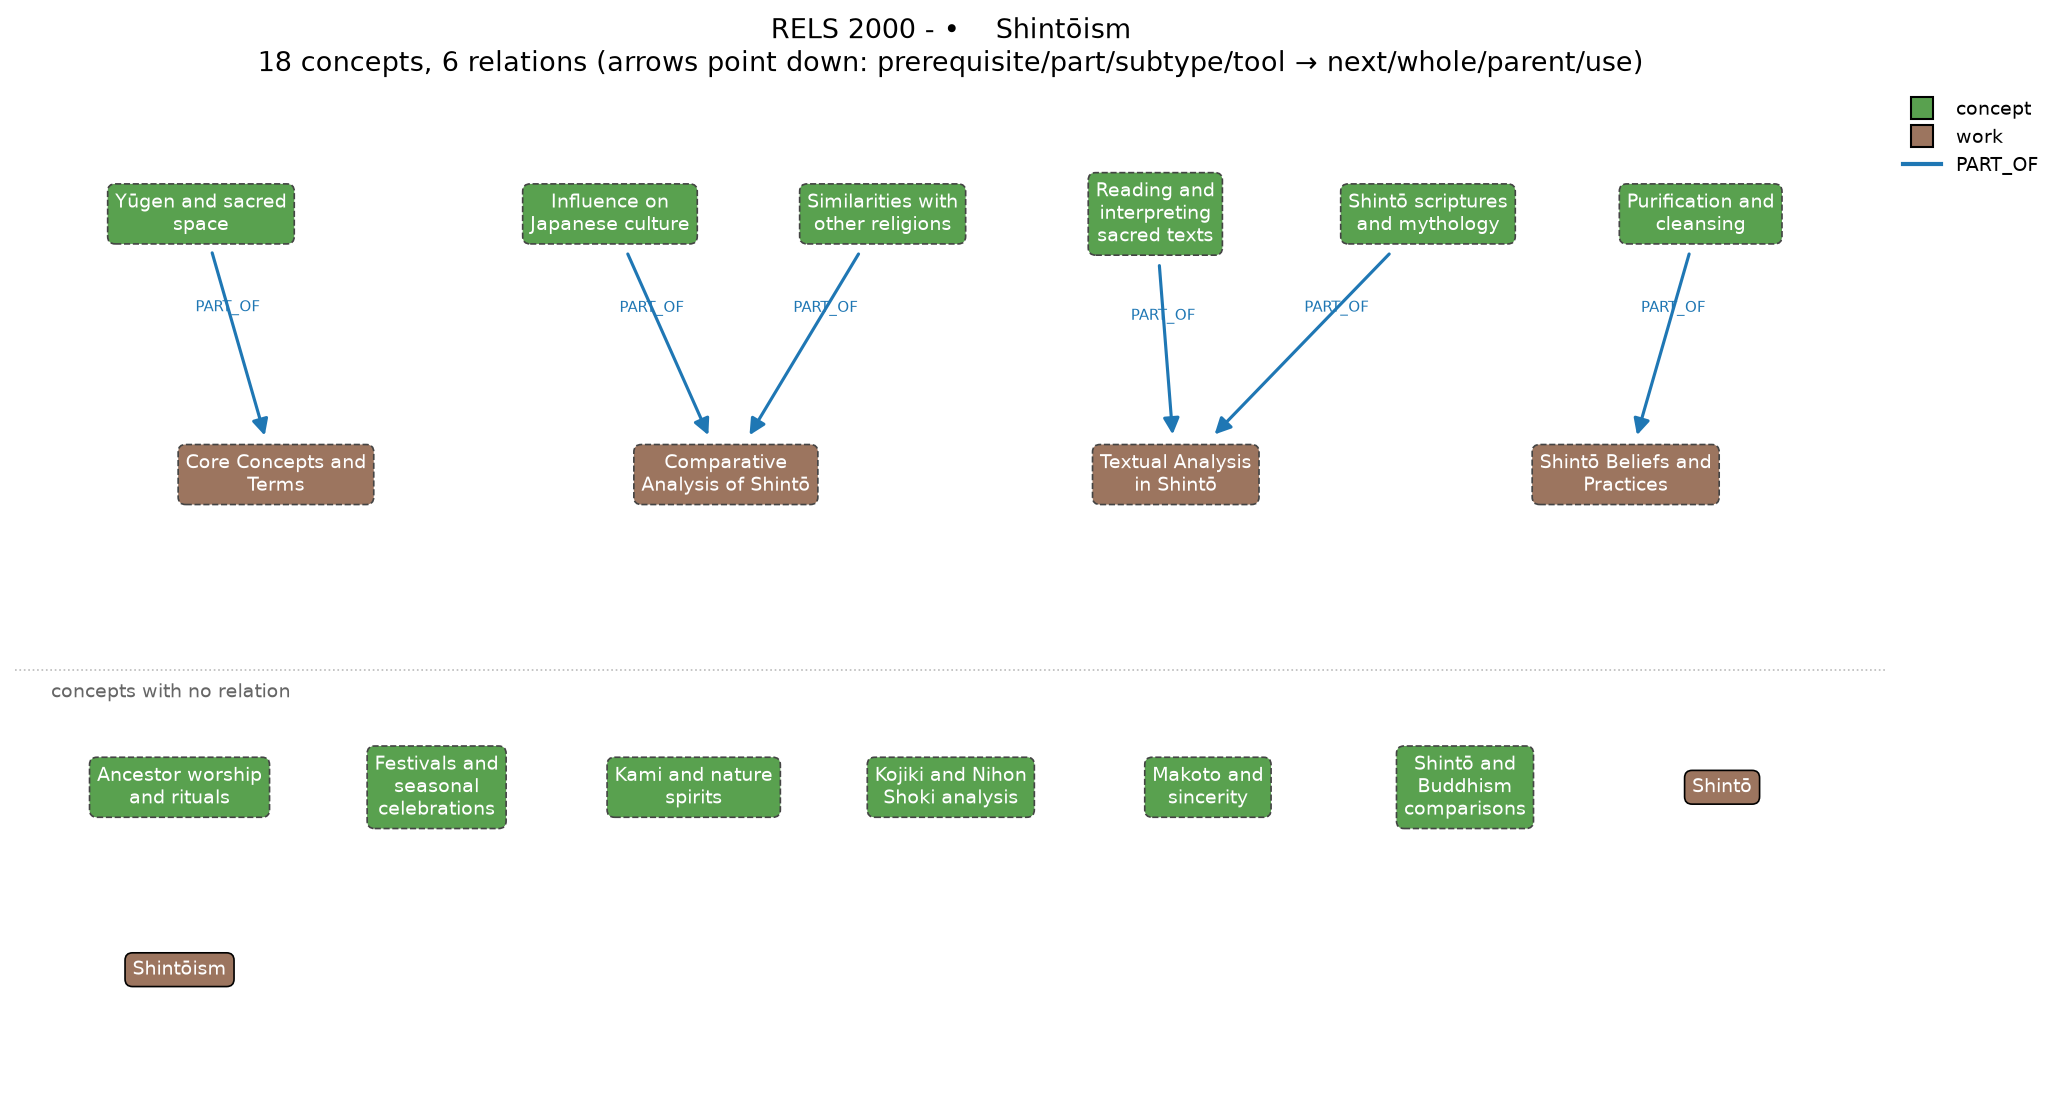 RELS 2000 - •    Shintōism
18 concepts, 6 relations (arrows point down: prerequisite/part/subtype/tool → next/whole/parent/use)
concept
work
PART_OF
Yūgen and sacred
space
Influence on
Japanese culture
Similarities with
other religions
Reading and
interpreting
sacred texts
Shintō scriptures
and mythology
Purification and
cleansing
PART_OF
PART_OF
PART_OF
PART_OF
PART_OF
PART_OF
Core Concepts and
Terms
Comparative
Analysis of Shintō
Textual Analysis
in Shintō
Shintō Beliefs and
Practices
concepts with no relation
Ancestor worship
and rituals
Festivals and
seasonal
celebrations
Kami and nature
spirits
Kojiki and Nihon
Shoki analysis
Makoto and
sincerity
Shintō and
Buddhism
comparisons
Shintō
Shintōism